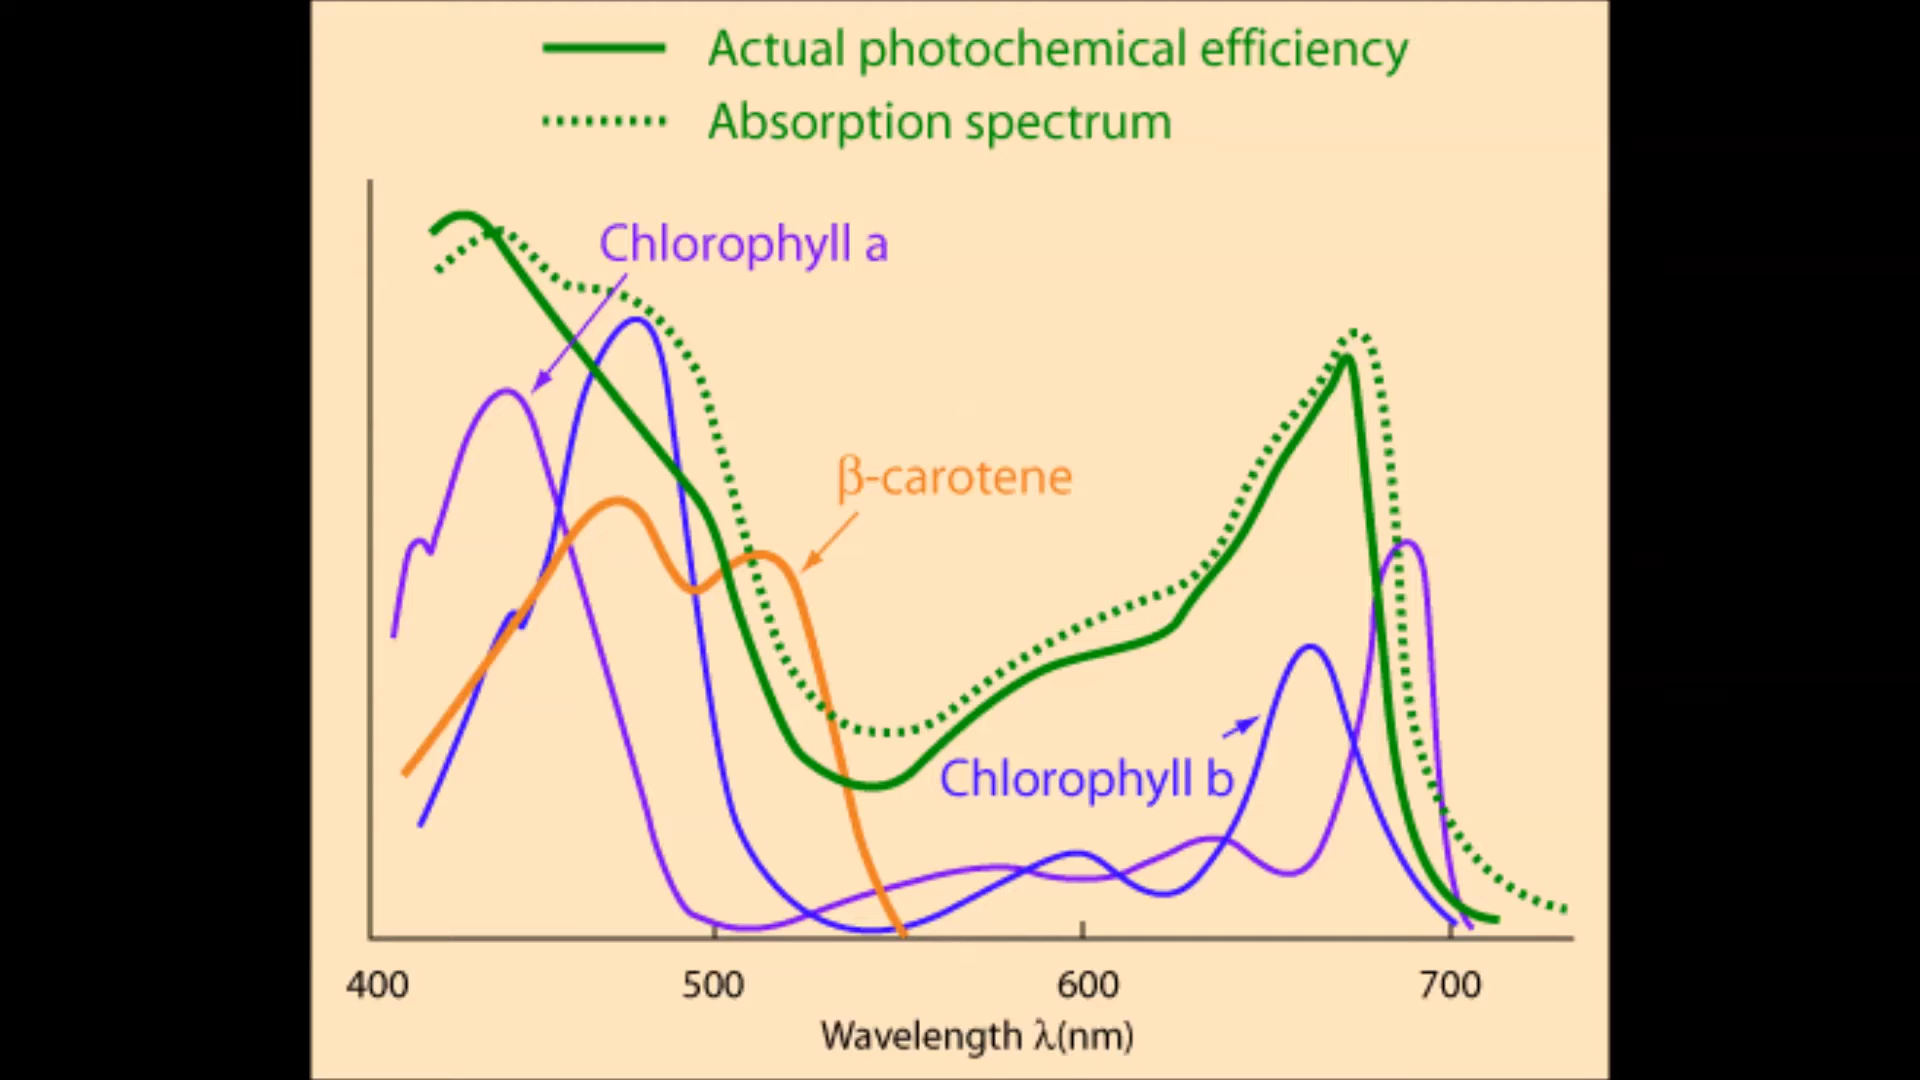 Actual photochemical efficiency
Absorption spectrum
Chlorophyll a
β-carotene
Chlorophyll b
400 500 600 700
Wavelength λ(nm)